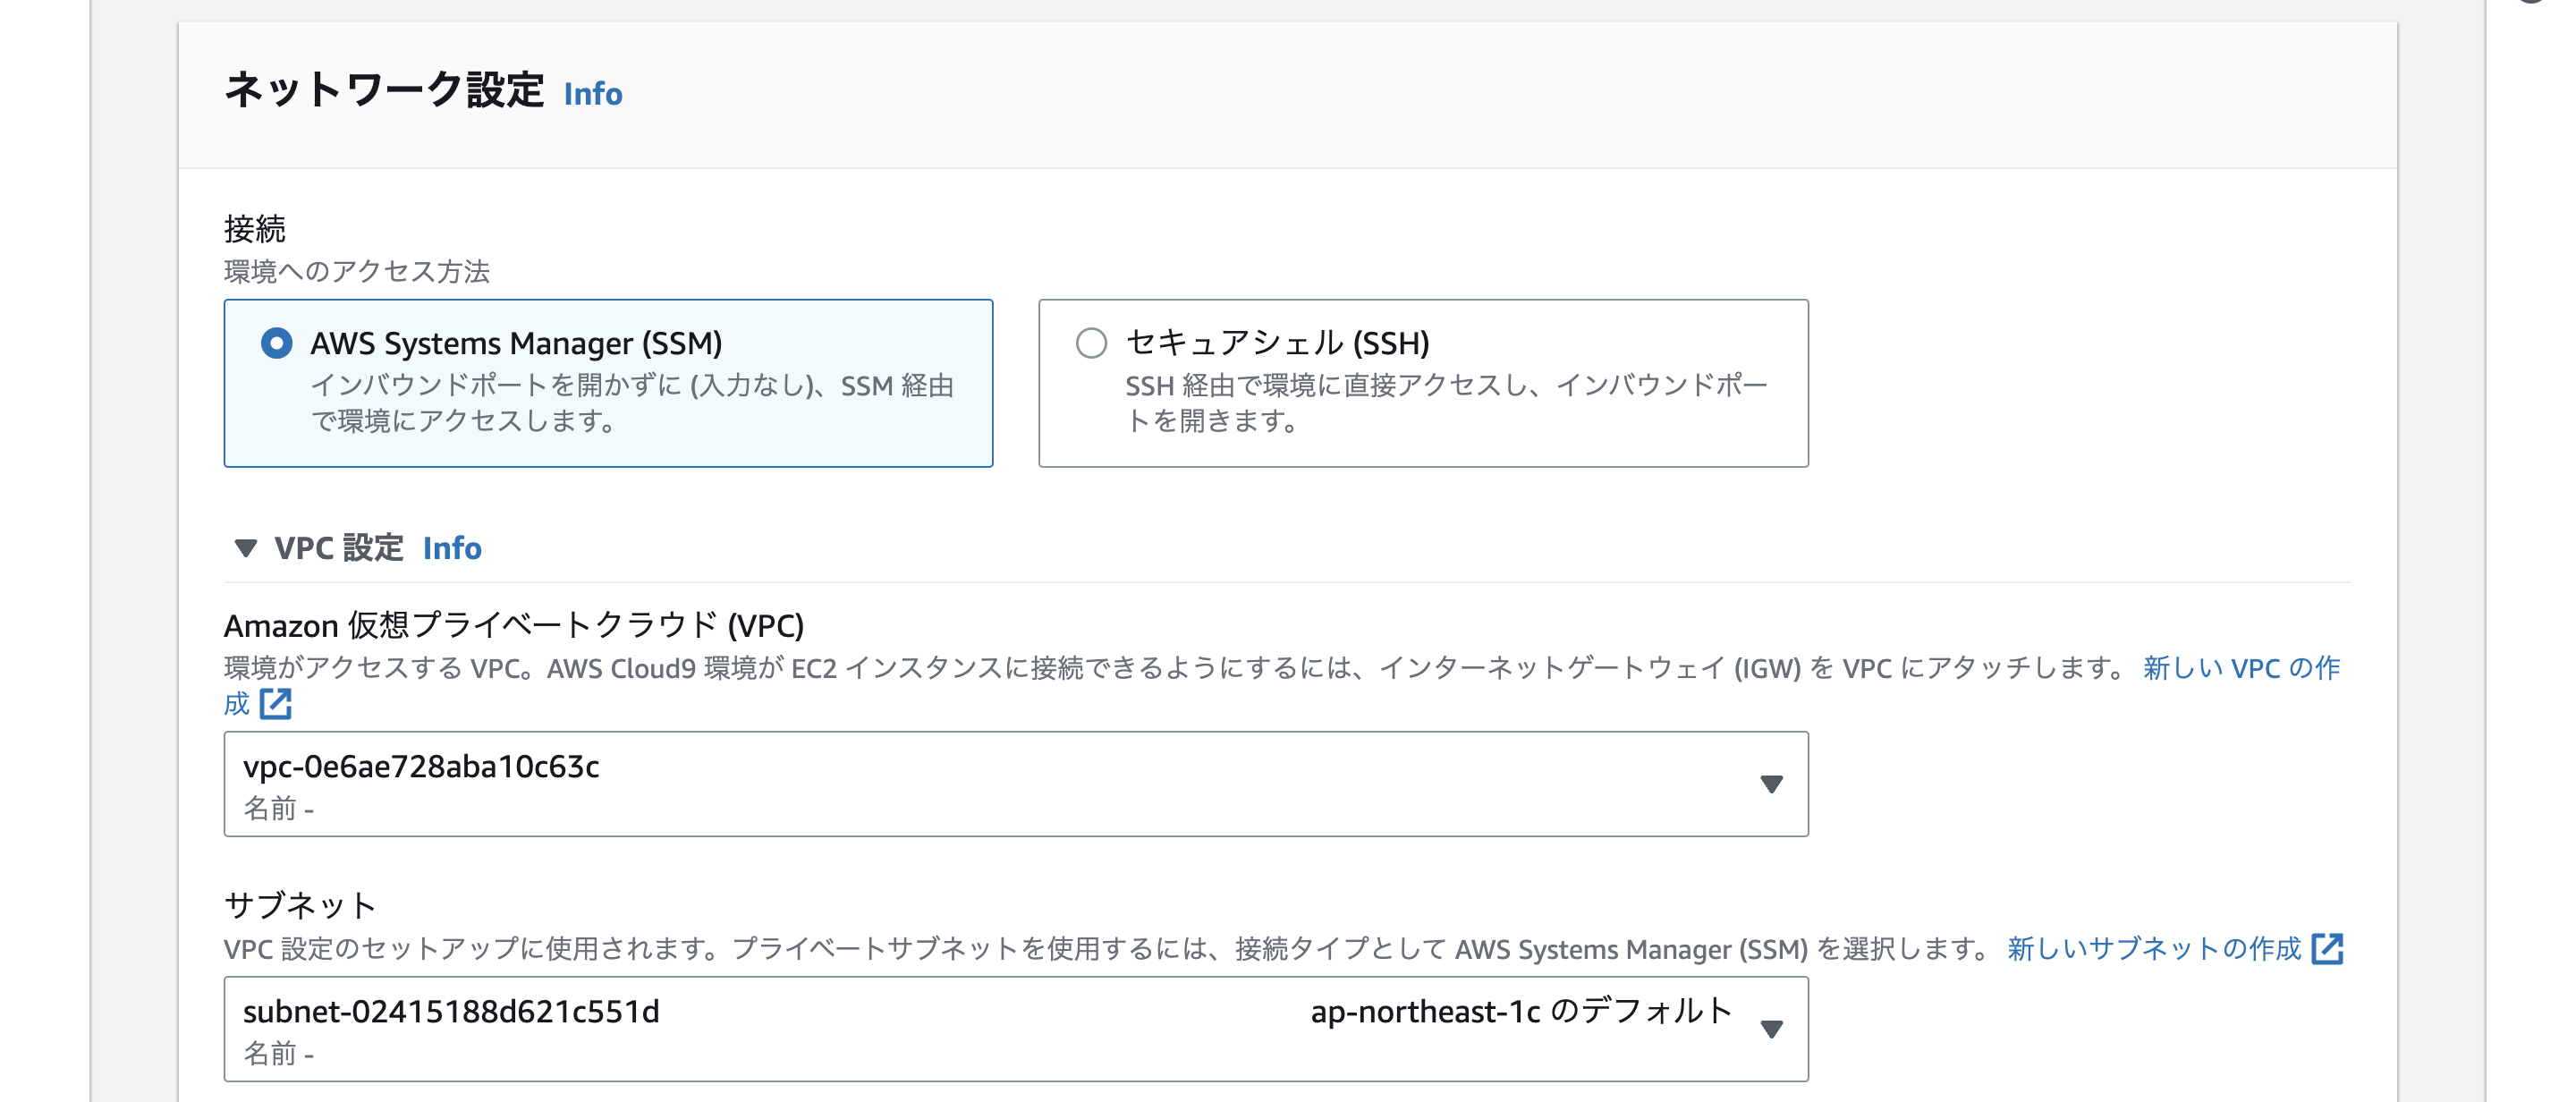 ネットワーク設定 Info
接続
環境へのアクセス方法
AWS Systems Manager (SSM)
インバウンドポートを開かずに (入力なし)、SSM 経由
で環境にアクセスします。
セキュアシェル (SSH)
SSH 経由で環境に直接アクセスし、インバウンドポー
トを開きます。
VPC 設定 Info
Amazon 仮想プライベートクラウド (VPC)
環境がアクセスする VPC。AWS Cloud9 環境が EC2 インスタンスに接続できるようにするには、インターネットゲートウェイ (IGW) を VPC にアタッチします。 新しい VPC の作
成
vpc-0e6ae728aba10c63c
名前 -
サブネット
VPC 設定のセットアップに使用されます。プライベートサブネットを使用するには、接続タイプとして AWS Systems Manager (SSM) を選択します。 新しいサブネットの作成
subnet-02415188d621c551d ap-northeast-1c のデフォルト
名前 -